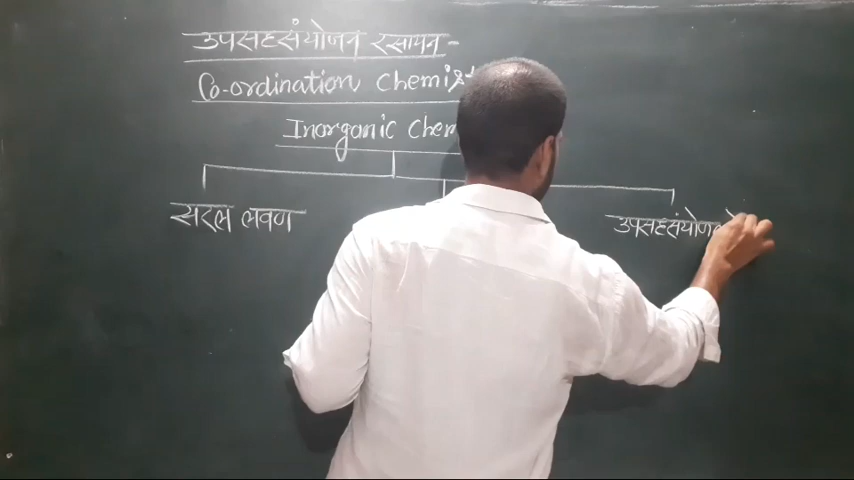 उपसहसंयोजन रसायन -
Co-ordination Chemist
Inorganic Chem
सरल लवण
उपसहसंयोजन